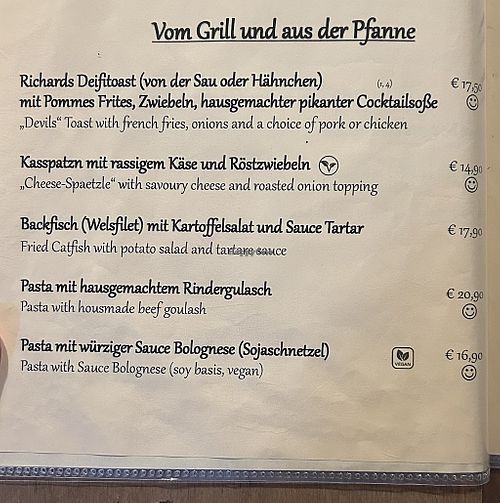 Vom Grill und aus der Pfanne
Richards Deifitoast (von der Sau oder Hähnchen) (1, 4) € 17,50
mit Pommes Frites, Zwiebeln, hausgemachter pikanter Cocktailsoße
„Devils“ Toast with french fries, onions and a choice of pork or chicken
Kasspatzn mit rassigem Käse und Röstzwiebeln € 14,90
„Cheese-Spaetzle“ with savoury cheese and roasted onion topping
Backfisch (Welsfilet) mit Kartoffelsalat und Sauce Tartar € 17,90
Fried Catfish with potato salad and tartare sauce
Pasta mit hausgemachtem Rindergulasch € 20,90
Pasta with housmade beef goulash
Pasta mit würziger Sauce Bolognese (Sojaschnetzel) VEGAN € 16,90
Pasta with Sauce Bolognese (soy basis, vegan)